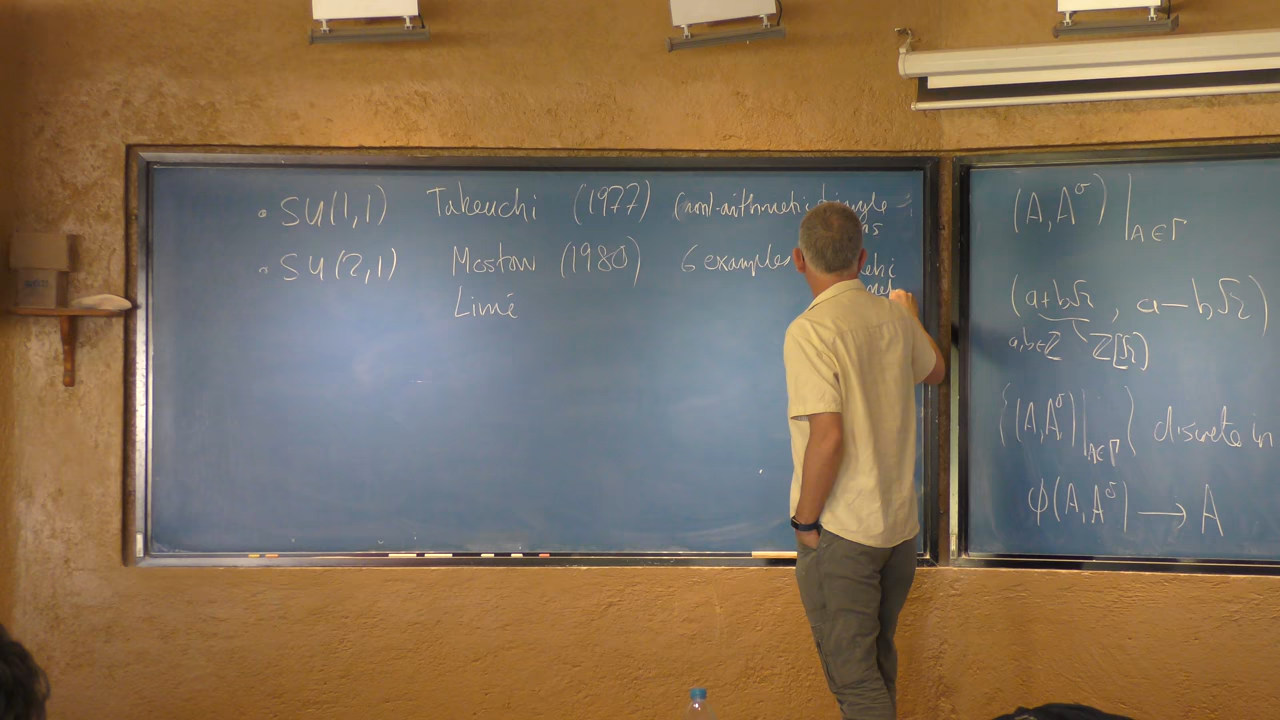 • SU(1,1) Takeuchi (1977) (non-arithmetic
• SU(2,1) Mostow (1980) 6 examples
Limé
(A, A^σ) |_{A∈Γ}
(a+b√2, a-b√2)
a,b∈ℤ ℤ[√2]
{(A, A^σ)|_{A∈Γ}} discrete in
φ(A, A^σ) → A